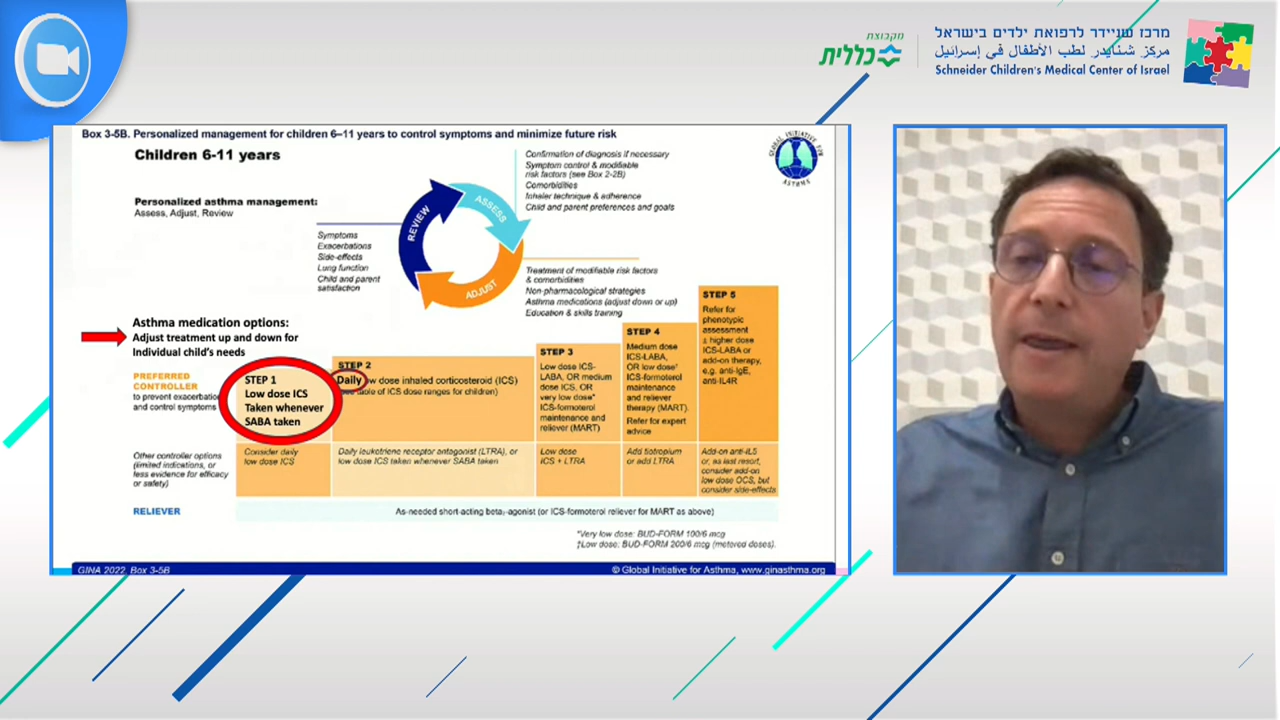 מקבוצת
כללית
מרכז שניידר לרפואת ילדים בישראל
مركز شنايدر لطب الأطفال في إسرائيل
Schneider Children's Medical Center of Israel
Box 3-5B. Personalized management for children 6–11 years to control symptoms and minimize future risk
Children 6-11 years
GLOBAL INITIATIVE FOR
ASTHMA
Personalized asthma management:
Assess, Adjust, Review
Confirmation of diagnosis if necessary
Symptom control & modifiable
risk factors (see Box 2-2B)
Comorbidities
Inhaler technique & adherence
Child and parent preferences and goals
REVIEW
ASSESS
ADJUST
Symptoms
Exacerbations
Side-effects
Lung function
Child and parent
satisfaction
Treatment of modifiable risk factors
& comorbidities
Non-pharmacological strategies
Asthma medications (adjust down or up)
Education & skills training
Asthma medication options:
Adjust treatment up and down for
Individual child's needs
PREFERRED
CONTROLLER
to prevent exacerbation
and control symptoms
STEP 1
Low dose ICS
Taken whenever
SABA taken
STEP 2
Daily ow dose inhaled corticosteroid (ICS)
table of ICS dose ranges for children)
STEP 3
Low dose ICS-
LABA, OR medium
dose ICS, OR
very low dose*
ICS-formoterol
maintenance and
reliever (MART)
STEP 4
Medium dose
ICS-LABA,
OR low dose*
ICS-formoterol
maintenance
and reliever
therapy (MART).
Refer for expert
advice
STEP 5
Refer for
phenotypic
assessment
± higher dose
ICS-LABA or
add-on therapy,
e.g. anti-IgE,
anti-IL4R
Other controller options
(limited indications, or
less evidence for efficacy
or safety)
Consider daily
low dose ICS
Daily leukotriene receptor antagonist (LTRA), or
low dose ICS taken whenever SABA taken
Low dose
ICS + LTRA
Add tiotropium
or add LTRA
Add-on anti-IL5
or, as last resort,
consider add-on
low dose OCS, but
consider side-effects
RELIEVER
As-needed short-acting beta₂-agonist (or ICS-formoterol reliever for MART as above)
*Very low dose: BUD-FORM 100/6 mcg
†Low dose: BUD-FORM 200/6 mcg (metered doses).
GINA 2022, Box 3-5B
© Global Initiative for Asthma, www.ginasthma.org